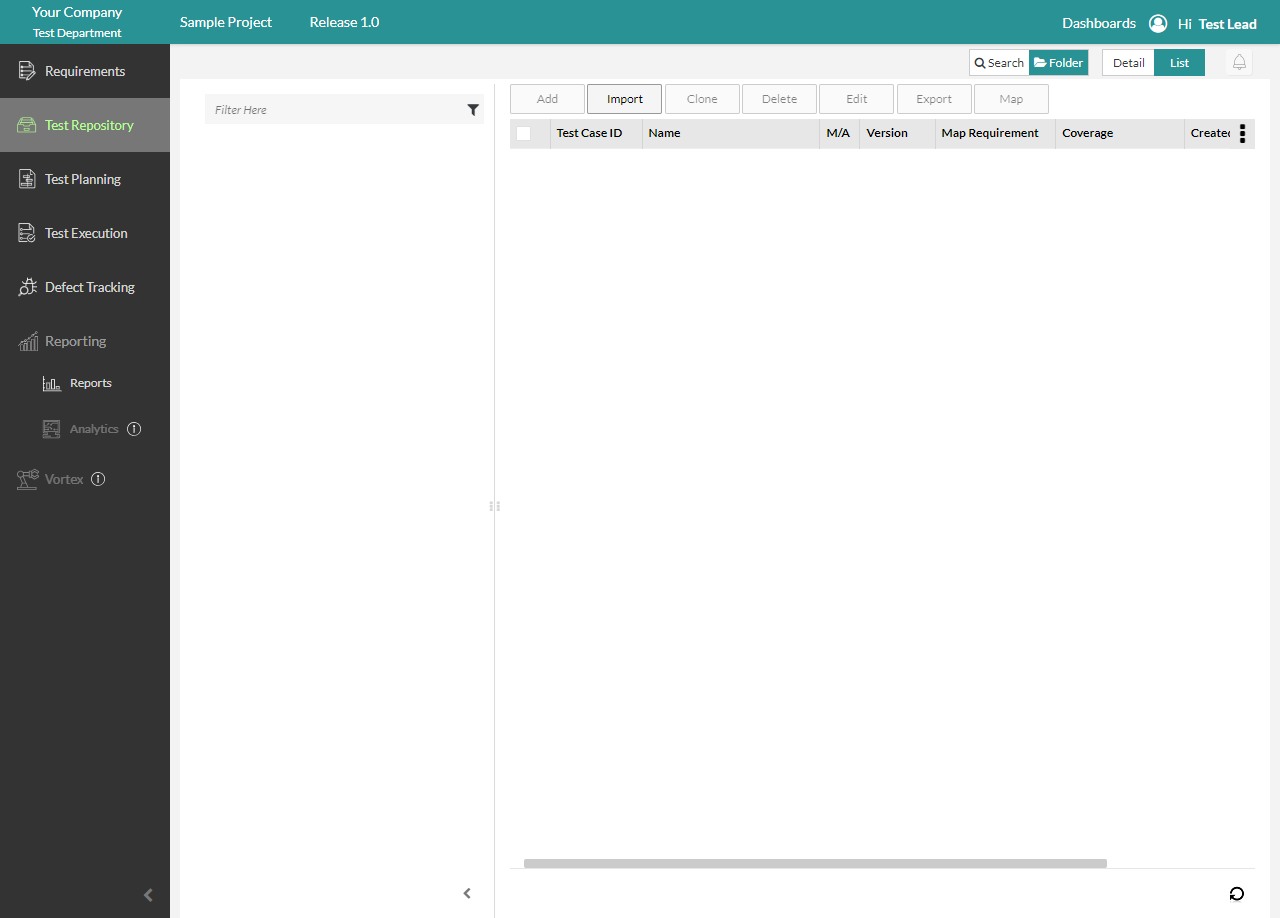 Your Company
Test Department
Sample Project
Release 1.0
Dashboards
Hi Test Lead
Requirements
Test Repository
Test Planning
Test Execution
Defect Tracking
Reporting
Reports
Analytics
Vortex
Search
Folder
Detail
List
Filter Here
Add
Import
Clone
Delete
Edit
Export
Map
Test Case ID
Name
M/A
Version
Map Requirement
Coverage
Created